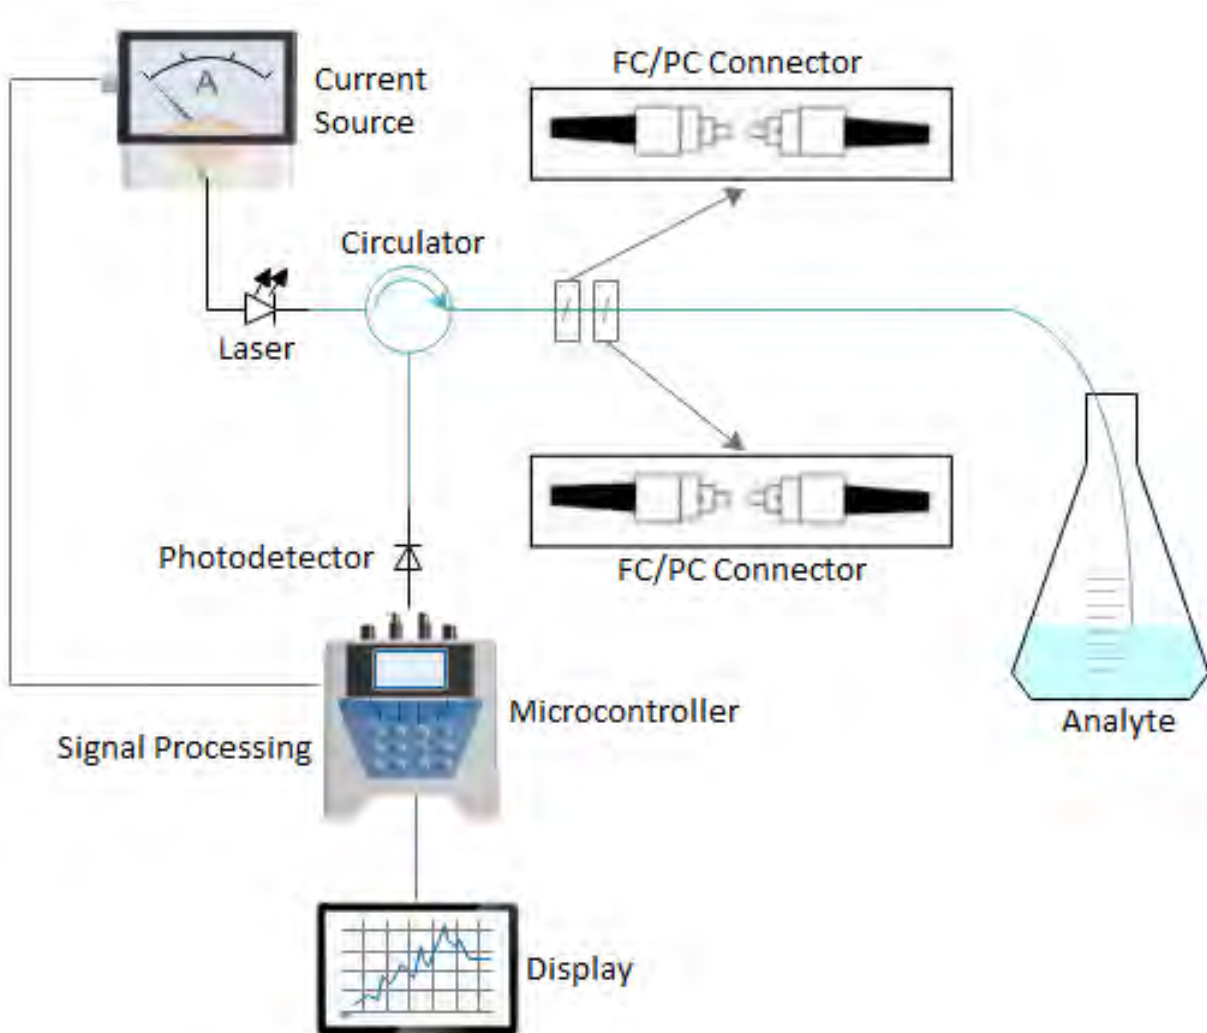 FC/PC Connector
Current
Source
A
Circulator
Laser
Photodetector
FC/PC Connector
Microcontroller
Analyte
Signal Processing
Display